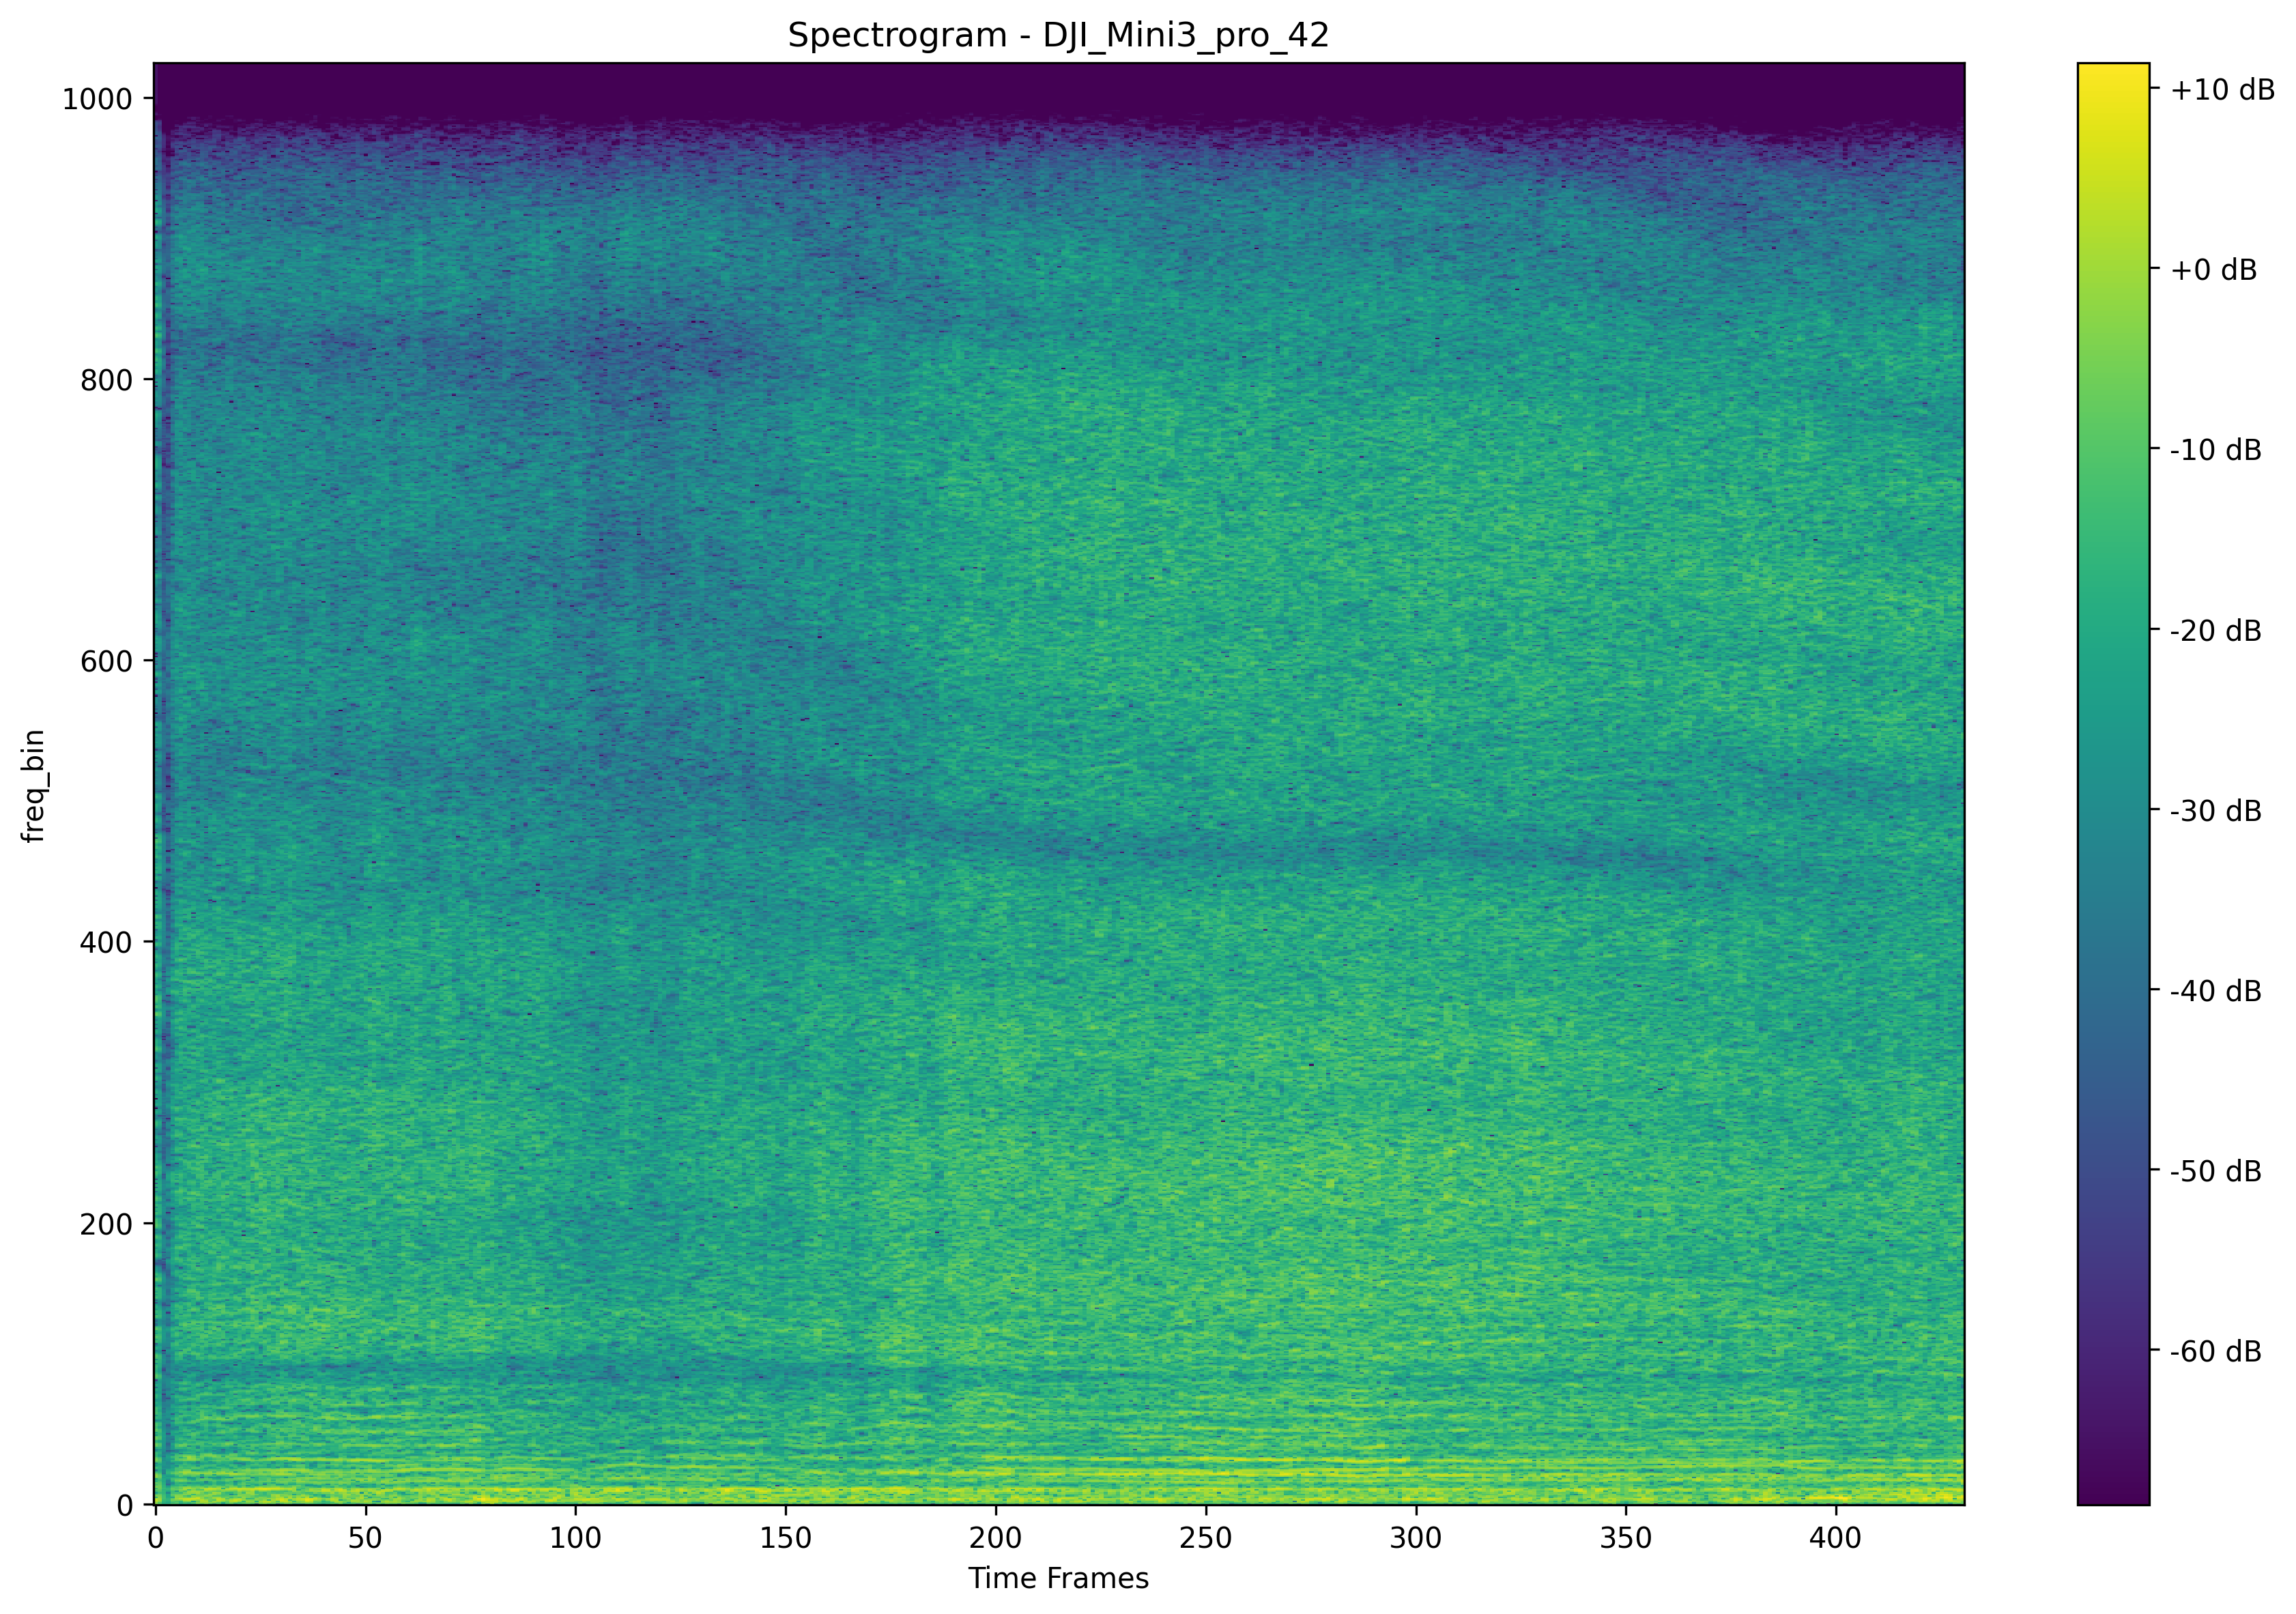 Spectrogram - DJI_Mini3_pro_42
1000
800
600
400
200
0
freq_bin
0 50 100 150 200 250 300 350 400
Time Frames
+10 dB
+0 dB
-10 dB
-20 dB
-30 dB
-40 dB
-50 dB
-60 dB